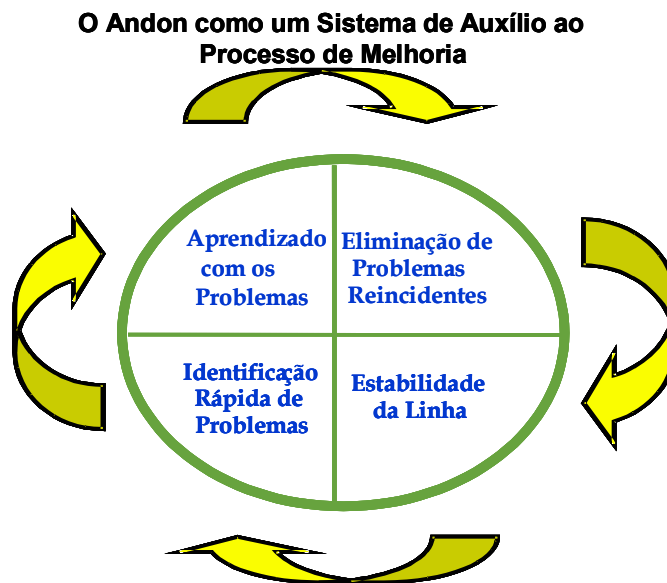 O Andon como um Sistema de Auxílio ao
Processo de Melhoria
Aprendizado
com os
Problemas
Eliminação de
Problemas
Reincidentes
Identificação
Rápida de
Problemas
Estabilidade
da Linha